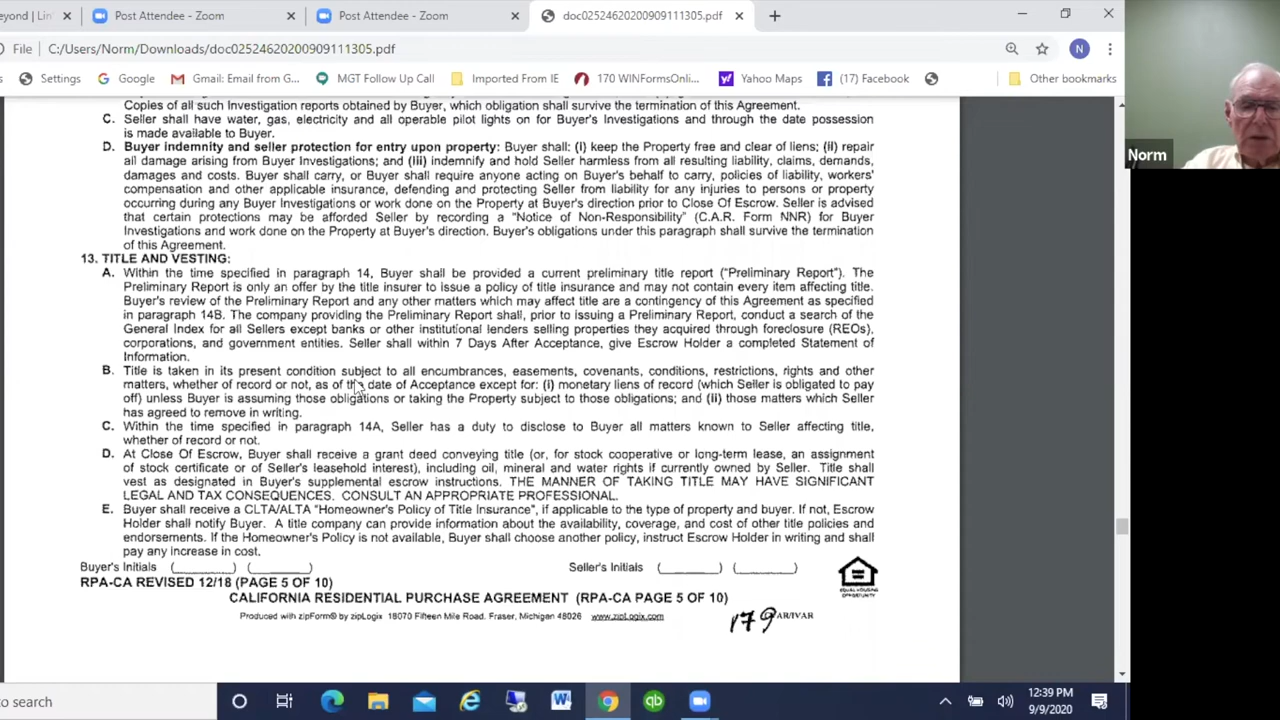 eyond | Lin
Post Attendee - Zoom
Post Attendee - Zoom
doc02524620200909111305.pdf
File C:/Users/Norm/Downloads/doc02524620200909111305.pdf
Settings Google Gmail: Email from G... MGT Follow Up Call Imported From IE 170 WINFormsOnli... Yahoo Maps (17) Facebook Other bookmarks
Copies of all such Investigation reports obtained by Buyer, which obligation shall survive the termination of this Agreement.
C. Seller shall have water, gas, electricity and all operable pilot lights on for Buyer's Investigations and through the date possession
is made available to Buyer.
D. Buyer indemnity and seller protection for entry upon property: Buyer shall: (i) keep the Property free and clear of liens; (ii) repair
all damage arising from Buyer Investigations; and (iii) indemnify and hold Seller harmless from all resulting liability, claims, demands,
damages and costs. Buyer shall carry, or Buyer shall require anyone acting on Buyer's behalf to carry, policies of liability, workers'
compensation and other applicable insurance, defending and protecting Seller from liability for any injuries to persons or property
occurring during any Buyer Investigations or work done on the Property at Buyer's direction prior to Close Of Escrow. Seller is advised
that certain protections may be afforded Seller by recording a "Notice of Non-Responsibility" (C.A.R. Form NNR) for Buyer
Investigations and work done on the Property at Buyer's direction. Buyer's obligations under this paragraph shall survive the termination
of this Agreement.
13. TITLE AND VESTING:
A. Within the time specified in paragraph 14, Buyer shall be provided a current preliminary title report ("Preliminary Report"). The
Preliminary Report is only an offer by the title insurer to issue a policy of title insurance and may not contain every item affecting title.
Buyer's review of the Preliminary Report and any other matters which may affect title are a contingency of this Agreement as specified
in paragraph 14B. The company providing the Preliminary Report shall, prior to issuing a Preliminary Report, conduct a search of the
General Index for all Sellers except banks or other institutional lenders selling properties they acquired through foreclosure (REOs),
corporations, and government entities. Seller shall within 7 Days After Acceptance, give Escrow Holder a completed Statement of
Information.
B. Title is taken in its present condition subject to all encumbrances, easements, covenants, conditions, restrictions, rights and other
matters, whether of record or not, as of the date of Acceptance except for: (i) monetary liens of record (which Seller is obligated to pay
off) unless Buyer is assuming those obligations or taking the Property subject to those obligations; and (ii) those matters which Seller
has agreed to remove in writing.
C. Within the time specified in paragraph 14A, Seller has a duty to disclose to Buyer all matters known to Seller affecting title,
whether of record or not.
D. At Close Of Escrow, Buyer shall receive a grant deed conveying title (or, for stock cooperative or long-term lease, an assignment
of stock certificate or of Seller's leasehold interest), including oil, mineral and water rights if currently owned by Seller. Title shall
vest as designated in Buyer's supplemental escrow instructions. THE MANNER OF TAKING TITLE MAY HAVE SIGNIFICANT
LEGAL AND TAX CONSEQUENCES. CONSULT AN APPROPRIATE PROFESSIONAL.
E. Buyer shall receive a CLTA/ALTA "Homeowner's Policy of Title Insurance", if applicable to the type of property and buyer. If not, Escrow
Holder shall notify Buyer. A title company can provide information about the availability, coverage, and cost of other title policies and
endorsements. If the Homeowner's Policy is not available, Buyer shall choose another policy, instruct Escrow Holder in writing and shall
pay any increase in cost.
Buyer's Initials (__________) (__________) Seller's Initials (__________) (__________)
EQUAL HOUSING
OPPORTUNITY
RPA-CA REVISED 12/18 (PAGE 5 OF 10)
CALIFORNIA RESIDENTIAL PURCHASE AGREEMENT (RPA-CA PAGE 5 OF 10)
Produced with zipForm® by zipLogix 18070 Fifteen Mile Road, Fraser, Michigan 48026 www.zipLogix.com
179 AR/IVAR
Norm
N
to search
12:39 PM
9/9/2020